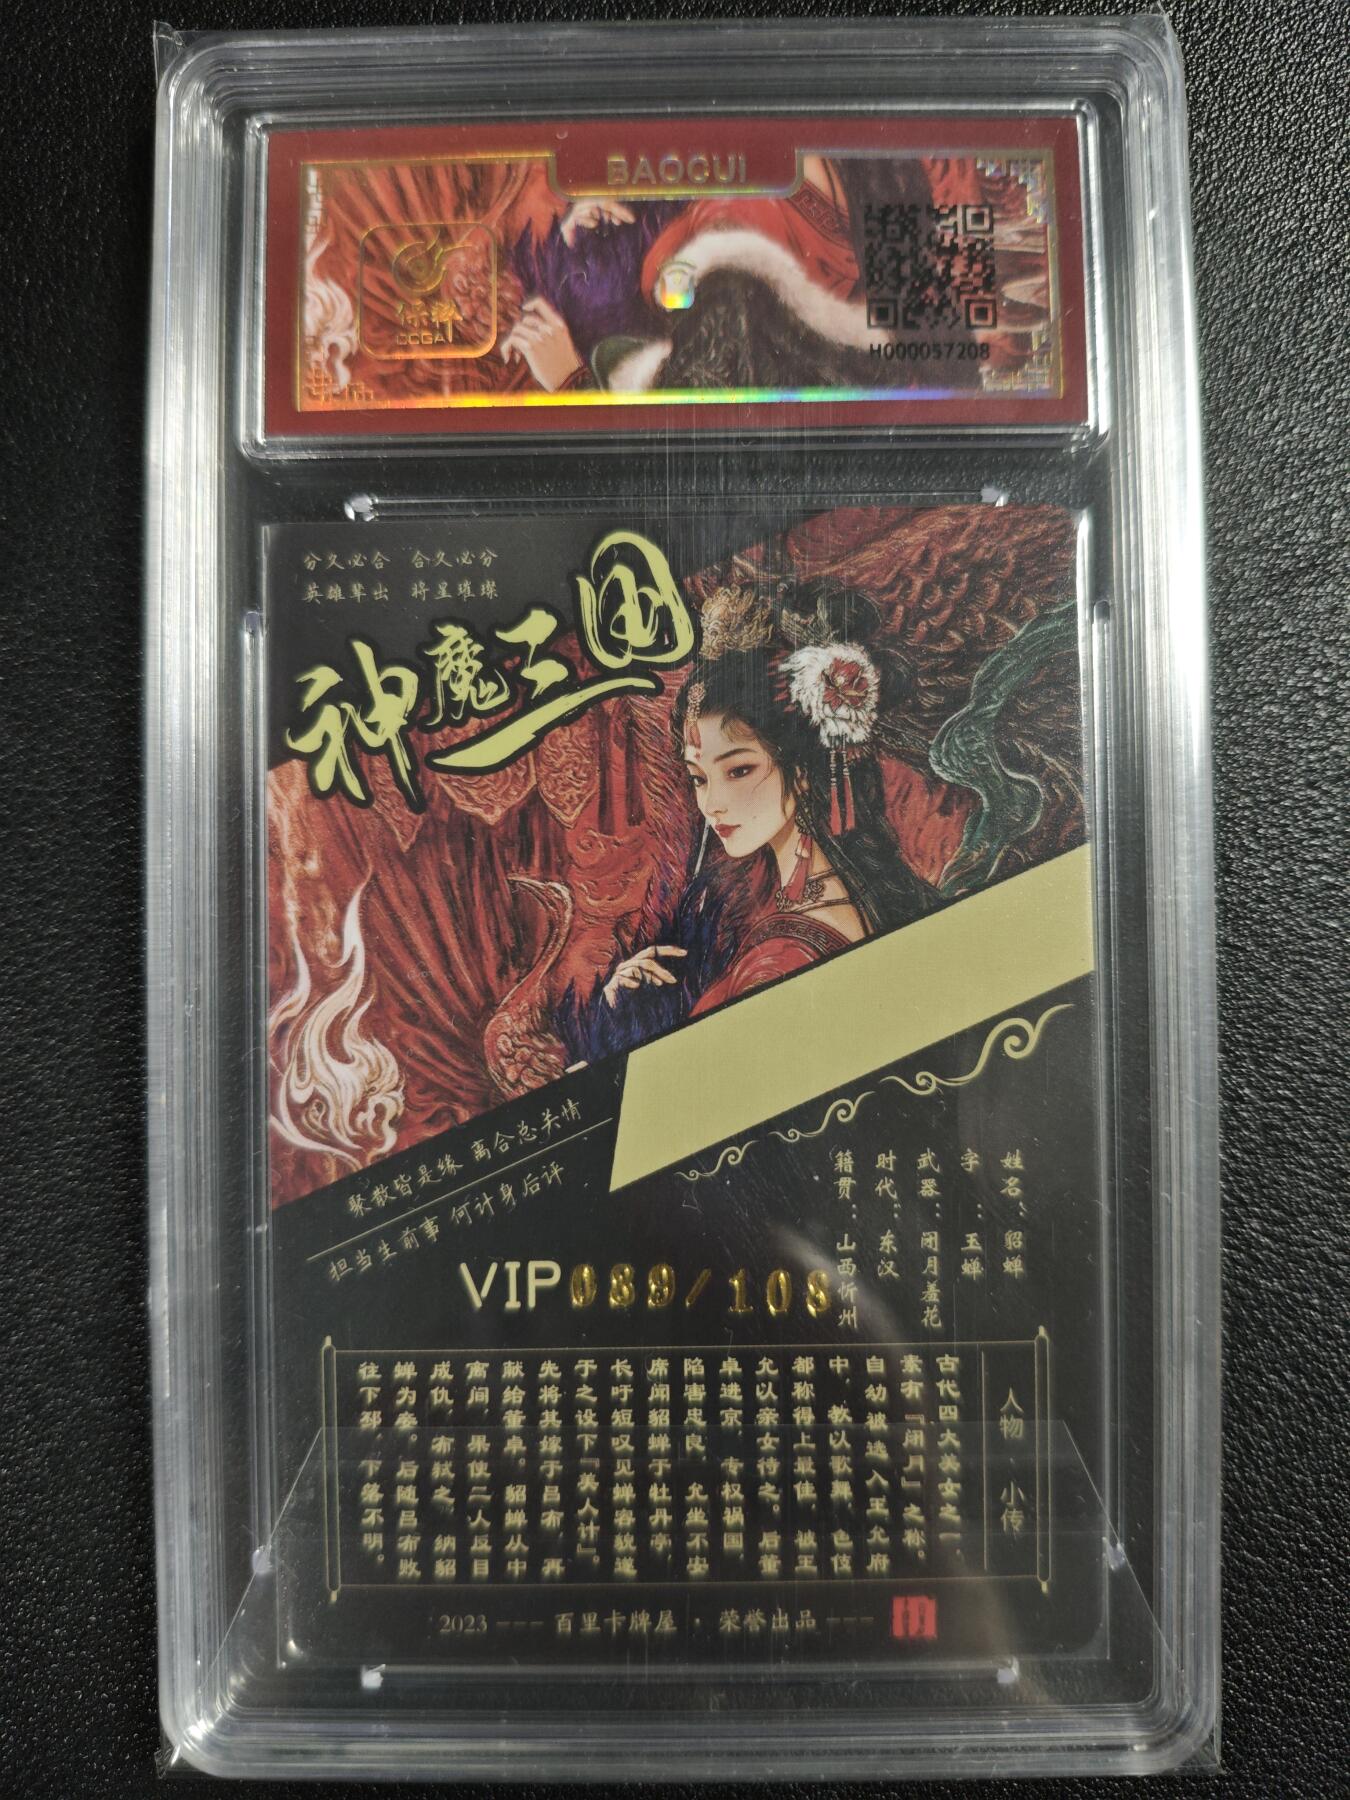 BAOCUI
保粹
CCGA
H000057208
分久必合 合久必分
英雄辈出 将星璀璨
神魔三国
聚散皆是缘 离合总关情
担当生前事 何计身后评
姓名：貂蝉
字：玉蝉
武器：闭月羞花
时代：东汉
籍贯：山西忻州
VIP089/108
人物 小传
古代四大美女之一，
素有『闭月』之称。
自幼被选入王允府
中，教以歌舞，色伎
都称得上最佳，被王
允以亲女待之。后董
卓进京，专权祸国，
陷害忠良，允坐不安
席闻貂蝉于牡丹亭，
长吁短叹见蝉容貌遂
于之设下『美人计』。
先将其嫁于吕布，再
献给董卓。貂蝉从中
离间，果使二人反目
成仇，布弑之，纳貂
蝉为妾。后随吕布败
往下邳，下落不明。
2023 --- 百里卡牌屋 · 荣誉出品 ---